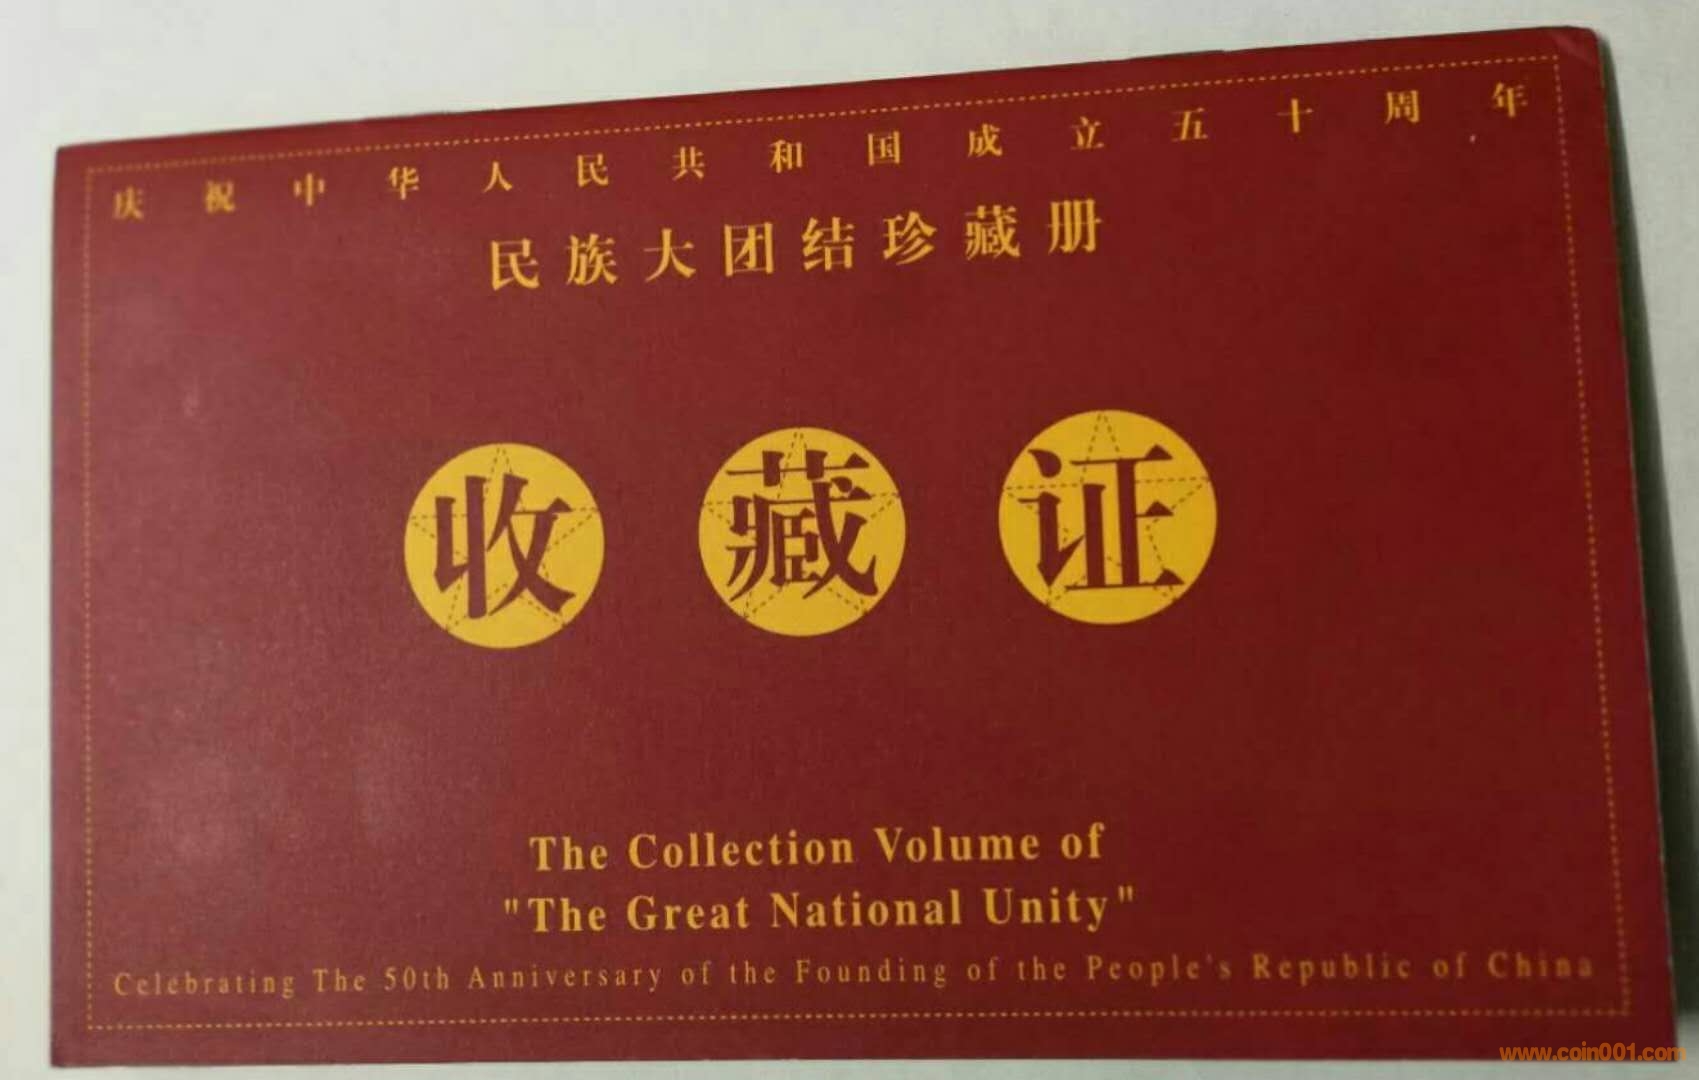 庆祝中华人民共和国成立五十周年
民族大团结珍藏册
收藏证
The Collection Volume of
"The Great National Unity"
Celebrating The 50th Anniversary of the Founding of the People's Republic of China
www.coin001.com